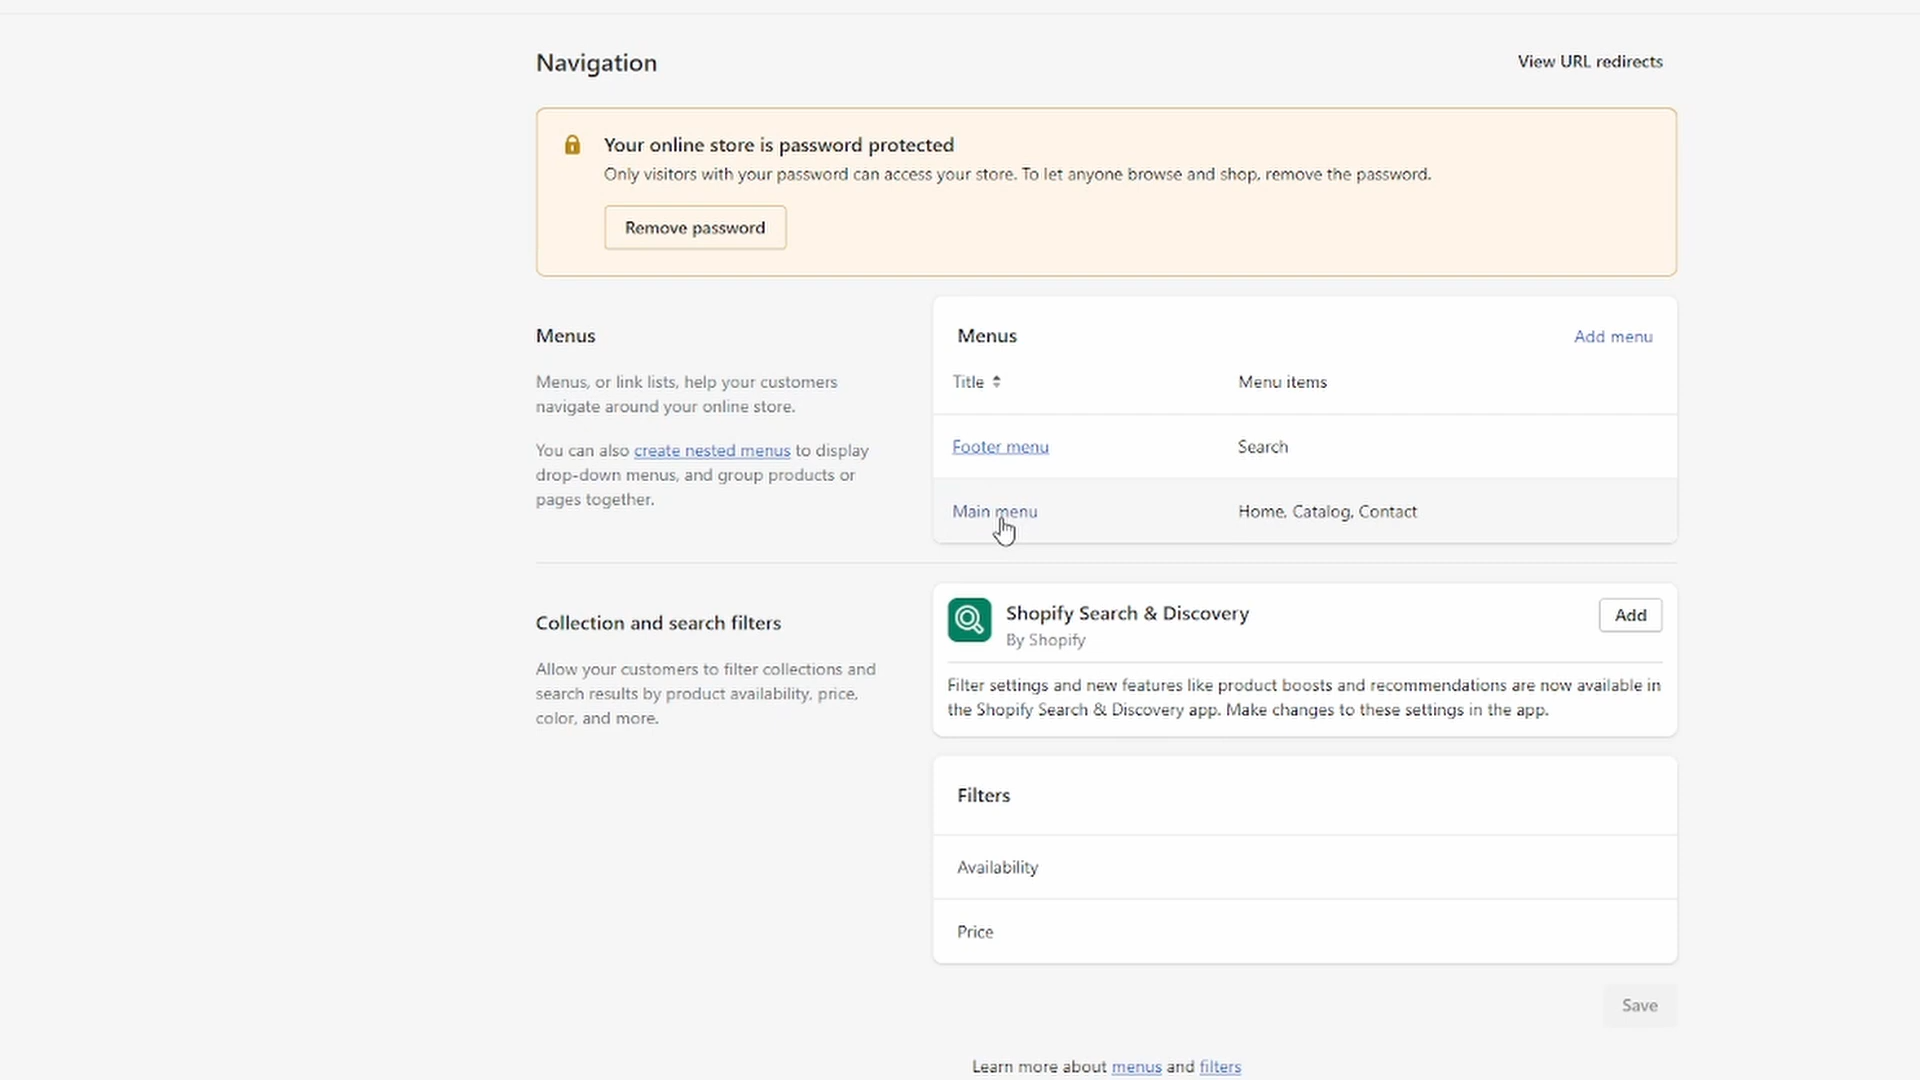 Navigation
View URL redirects
Your online store is password protected
Only visitors with your password can access your store. To let anyone browse and shop, remove the password.
Remove password
Menus
Menus, or link lists, help your customers
navigate around your online store.
You can also create nested menus to display
drop-down menus, and group products or
pages together.
Menus
Add menu
Title
Menu items
Footer menu
Search
Main menu
Home, Catalog, Contact
Collection and search filters
Allow your customers to filter collections and
search results by product availability, price,
color, and more.
Shopify Search & Discovery
By Shopify
Add
Filter settings and new features like product boosts and recommendations are now available in
the Shopify Search & Discovery app. Make changes to these settings in the app.
Filters
Availability
Price
Save
Learn more about menus and filters